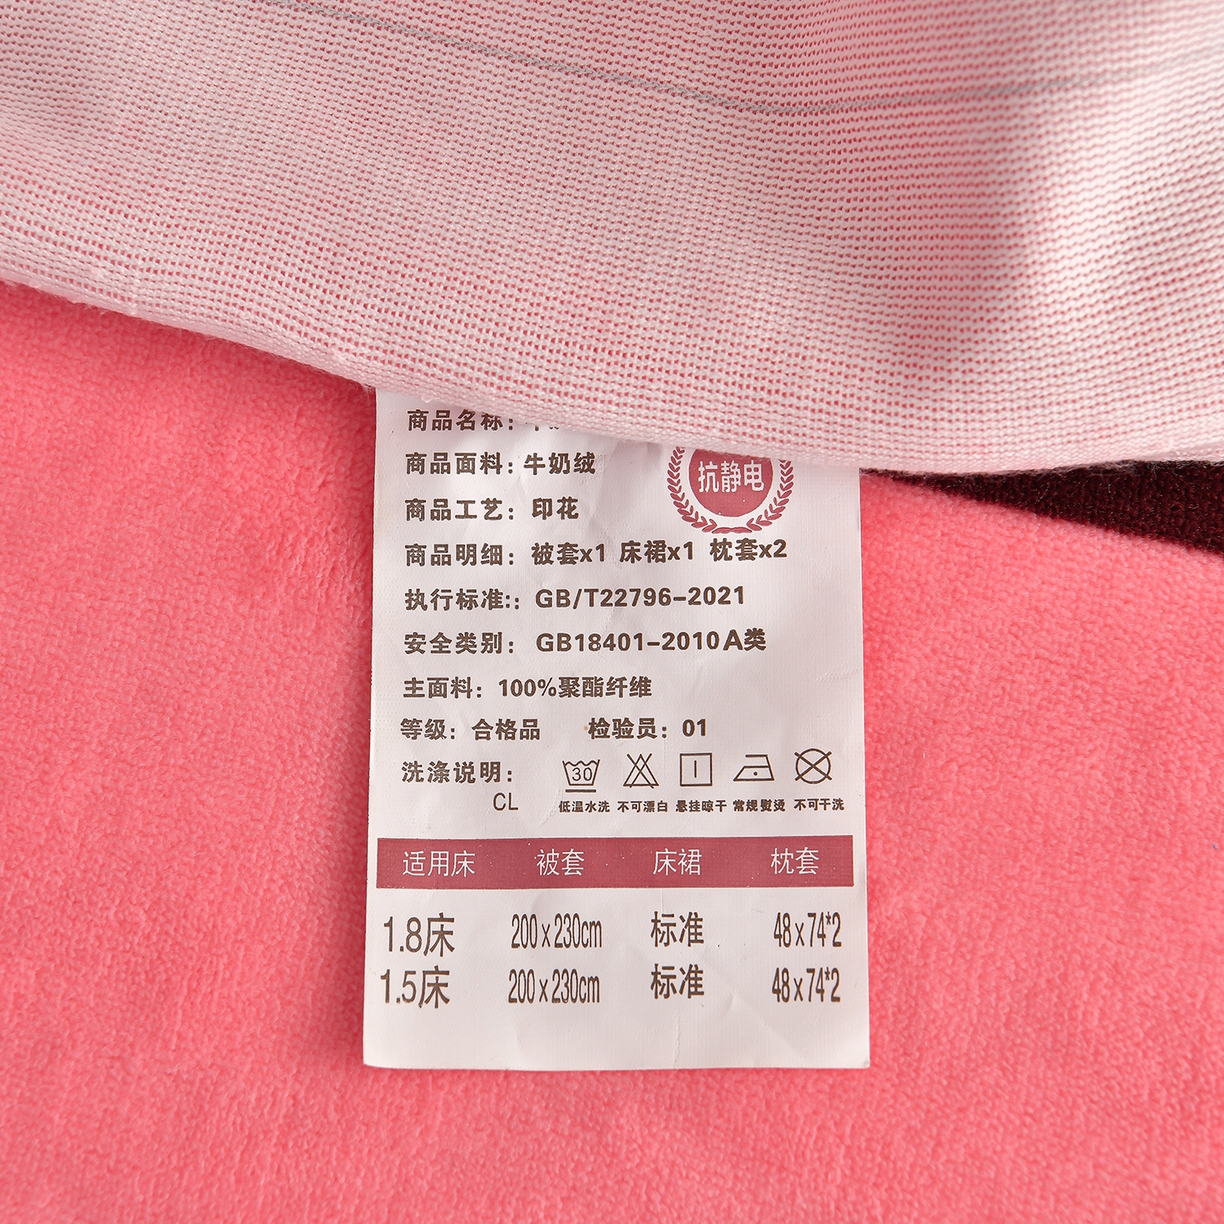 商品名称：
抗静电
商品面料：牛奶绒
商品工艺：印花
商品明细：被套x1 床裙x1 枕套x2
执行标准:：GB/T22796-2021
安全类别：GB18401-2010A类
主面料：100%聚酯纤维
等级：合格品 检验员：01
洗涤说明：
30
CL
低温水洗 不可漂白 悬挂晾干 常规熨烫 不可干洗
适用床 被套 床裙 枕套
1.8床 200x230cm 标准 48x74*2
1.5床 200x230cm 标准 48x74*2